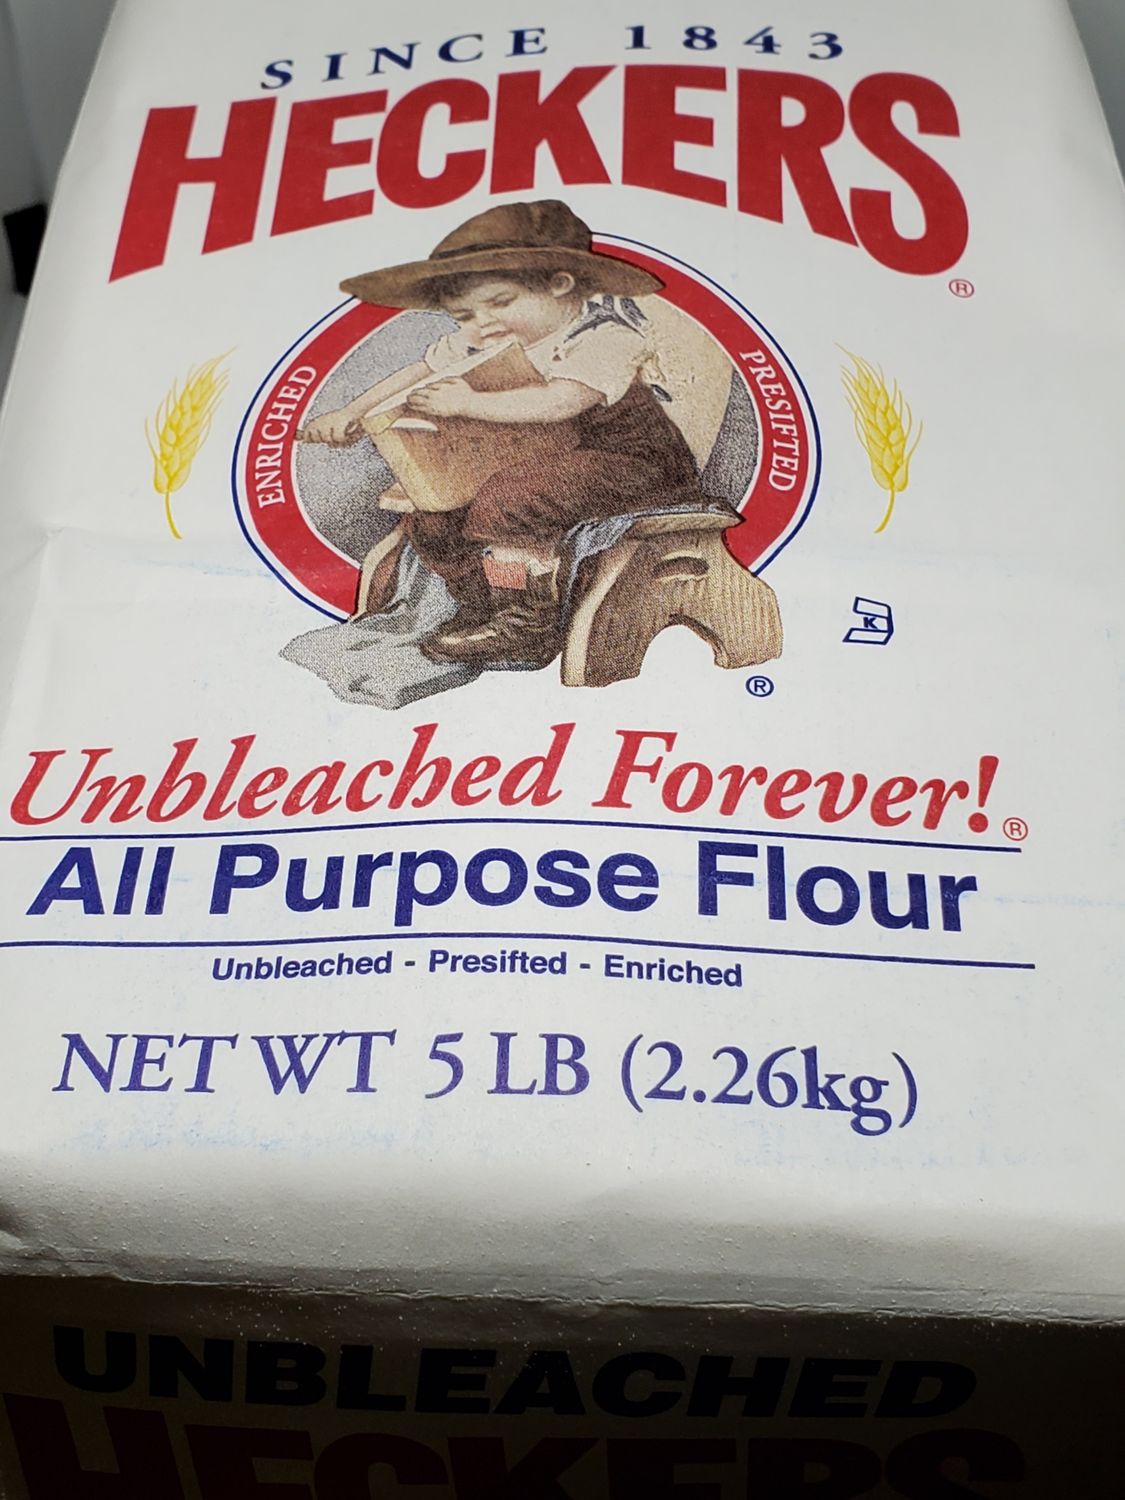 SINCE 1843
HECKERS®
ENRICHED
PRESIFTED
K
®
Unbleached Forever!®
All Purpose Flour
Unbleached - Presifted - Enriched
NET WT 5 LB (2.26kg)
UNBLEACHED
HECKERS